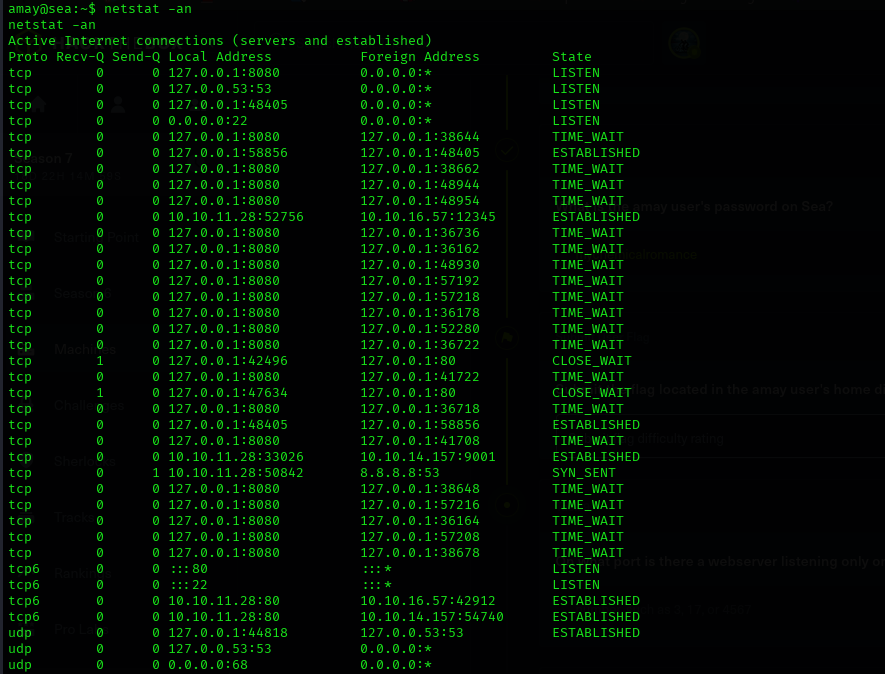 amay@sea:~$ netstat -an
netstat -an
Active Internet connections (servers and established)
Proto Recv-Q Send-Q Local Address           Foreign Address         State
tcp        0      0 127.0.0.1:8080          0.0.0.0:*               LISTEN
tcp        0      0 127.0.0.53:53           0.0.0.0:*               LISTEN
tcp        0      0 127.0.0.1:48405         0.0.0.0:*               LISTEN
tcp        0      0 0.0.0.0:22              0.0.0.0:*               LISTEN
tcp        0      0 127.0.0.1:8080          127.0.0.1:38644         TIME_WAIT
tcp        0      0 127.0.0.1:58856         127.0.0.1:48405         ESTABLISHED
tcp        0      0 127.0.0.1:8080          127.0.0.1:38662         TIME_WAIT
tcp        0      0 127.0.0.1:8080          127.0.0.1:48944         TIME_WAIT
tcp        0      0 127.0.0.1:8080          127.0.0.1:48954         TIME_WAIT
tcp        0      0 10.10.11.28:52756       10.10.16.57:12345       ESTABLISHED
tcp        0      0 127.0.0.1:8080          127.0.0.1:36736         TIME_WAIT
tcp        0      0 127.0.0.1:8080          127.0.0.1:36162         TIME_WAIT
tcp        0      0 127.0.0.1:8080          127.0.0.1:48930         TIME_WAIT
tcp        0      0 127.0.0.1:8080          127.0.0.1:57192         TIME_WAIT
tcp        0      0 127.0.0.1:8080          127.0.0.1:57218         TIME_WAIT
tcp        0      0 127.0.0.1:8080          127.0.0.1:36178         TIME_WAIT
tcp        0      0 127.0.0.1:8080          127.0.0.1:52280         TIME_WAIT
tcp        0      0 127.0.0.1:8080          127.0.0.1:36722         TIME_WAIT
tcp        1      0 127.0.0.1:42496         127.0.0.1:80            CLOSE_WAIT
tcp        0      0 127.0.0.1:8080          127.0.0.1:41722         TIME_WAIT
tcp        1      0 127.0.0.1:47634         127.0.0.1:80            CLOSE_WAIT
tcp        0      0 127.0.0.1:8080          127.0.0.1:36718         TIME_WAIT
tcp        0      0 127.0.0.1:48405         127.0.0.1:58856         ESTABLISHED
tcp        0      0 127.0.0.1:8080          127.0.0.1:41708         TIME_WAIT
tcp        0      0 10.10.11.28:33026       10.10.14.157:9001       ESTABLISHED
tcp        0      1 10.10.11.28:50842       8.8.8.8:53              SYN_SENT
tcp        0      0 127.0.0.1:8080          127.0.0.1:38648         TIME_WAIT
tcp        0      0 127.0.0.1:8080          127.0.0.1:57216         TIME_WAIT
tcp        0      0 127.0.0.1:8080          127.0.0.1:36164         TIME_WAIT
tcp        0      0 127.0.0.1:8080          127.0.0.1:57208         TIME_WAIT
tcp        0      0 127.0.0.1:8080          127.0.0.1:38678         TIME_WAIT
tcp6       0      0 :::80                   :::*                    LISTEN
tcp6       0      0 :::22                   :::*                    LISTEN
tcp6       0      0 10.10.11.28:80          10.10.16.57:42912       ESTABLISHED
tcp6       0      0 10.10.11.28:80          10.10.14.157:54740      ESTABLISHED
udp        0      0 127.0.0.1:44818         127.0.0.53:53           ESTABLISHED
udp        0      0 127.0.0.53:53           0.0.0.0:*
udp        0      0 0.0.0.0:68              0.0.0.0:*